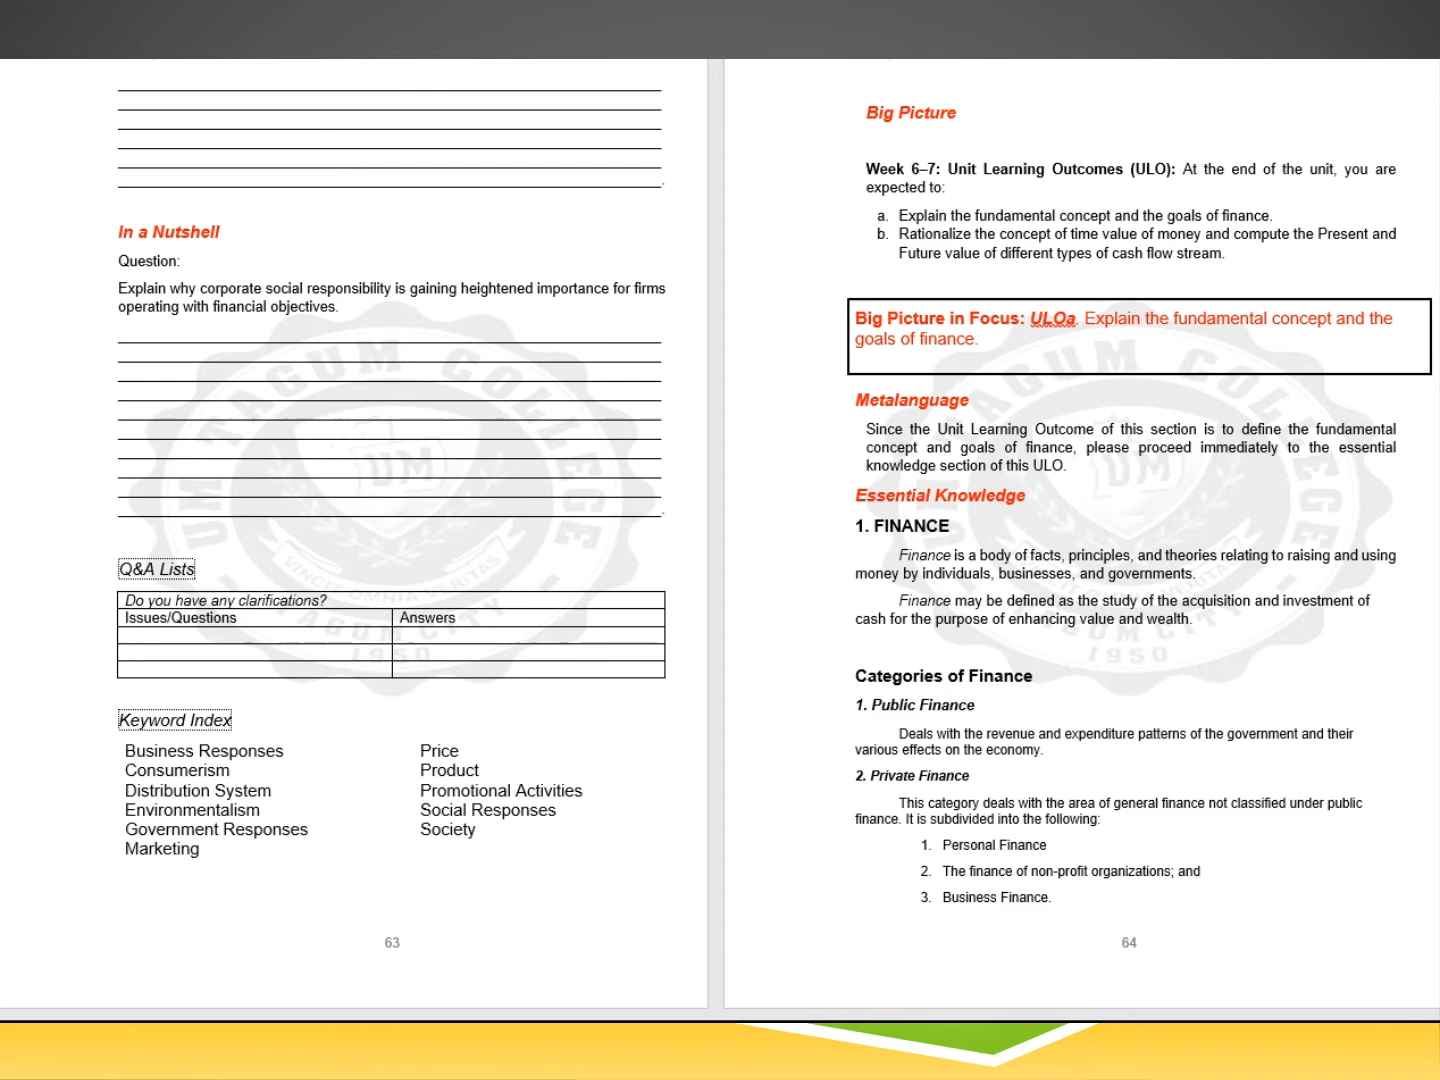 In a Nutshell
Question:
Explain why corporate social responsibility is gaining heightened importance for firms
operating with financial objectives.
Q&A Lists
Do you have any clarifications?
Issues/Questions Answers
Keyword Index
Business Responses
Consumerism
Distribution System
Environmentalism
Government Responses
Marketing
Price
Product
Promotional Activities
Social Responses
Society
63
Big Picture
Week 6–7: Unit Learning Outcomes (ULO): At the end of the unit, you are
expected to:
a. Explain the fundamental concept and the goals of finance.
b. Rationalize the concept of time value of money and compute the Present and
Future value of different types of cash flow stream.
Big Picture in Focus: ULOa. Explain the fundamental concept and the
goals of finance.
Metalanguage
Since the Unit Learning Outcome of this section is to define the fundamental
concept and goals of finance, please proceed immediately to the essential
knowledge section of this ULO.
Essential Knowledge
1. FINANCE
Finance is a body of facts, principles, and theories relating to raising and using
money by individuals, businesses, and governments.
Finance may be defined as the study of the acquisition and investment of
cash for the purpose of enhancing value and wealth.
Categories of Finance
1. Public Finance
Deals with the revenue and expenditure patterns of the government and their
various effects on the economy.
2. Private Finance
This category deals with the area of general finance not classified under public
finance. It is subdivided into the following:
1. Personal Finance
2. The finance of non-profit organizations; and
3. Business Finance.
64
UM TAGUM COLLEGE
UM
TAGUM CITY
1950